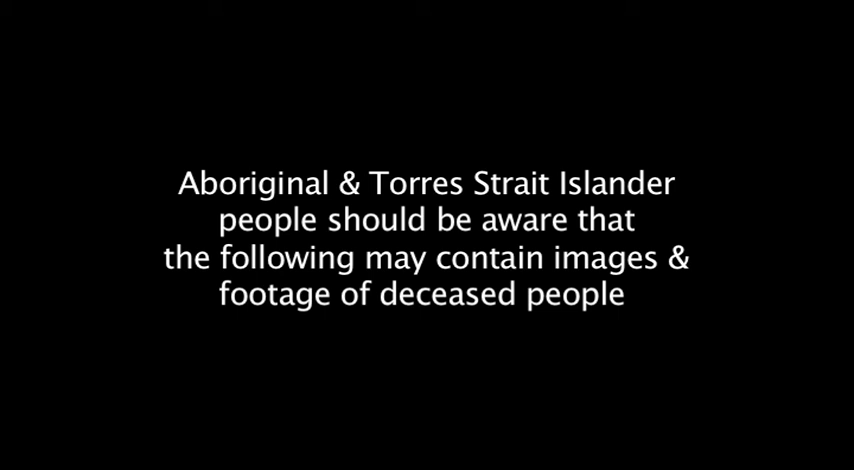 Aboriginal & Torres Strait Islander
people should be aware that
the following may contain images &
footage of deceased people